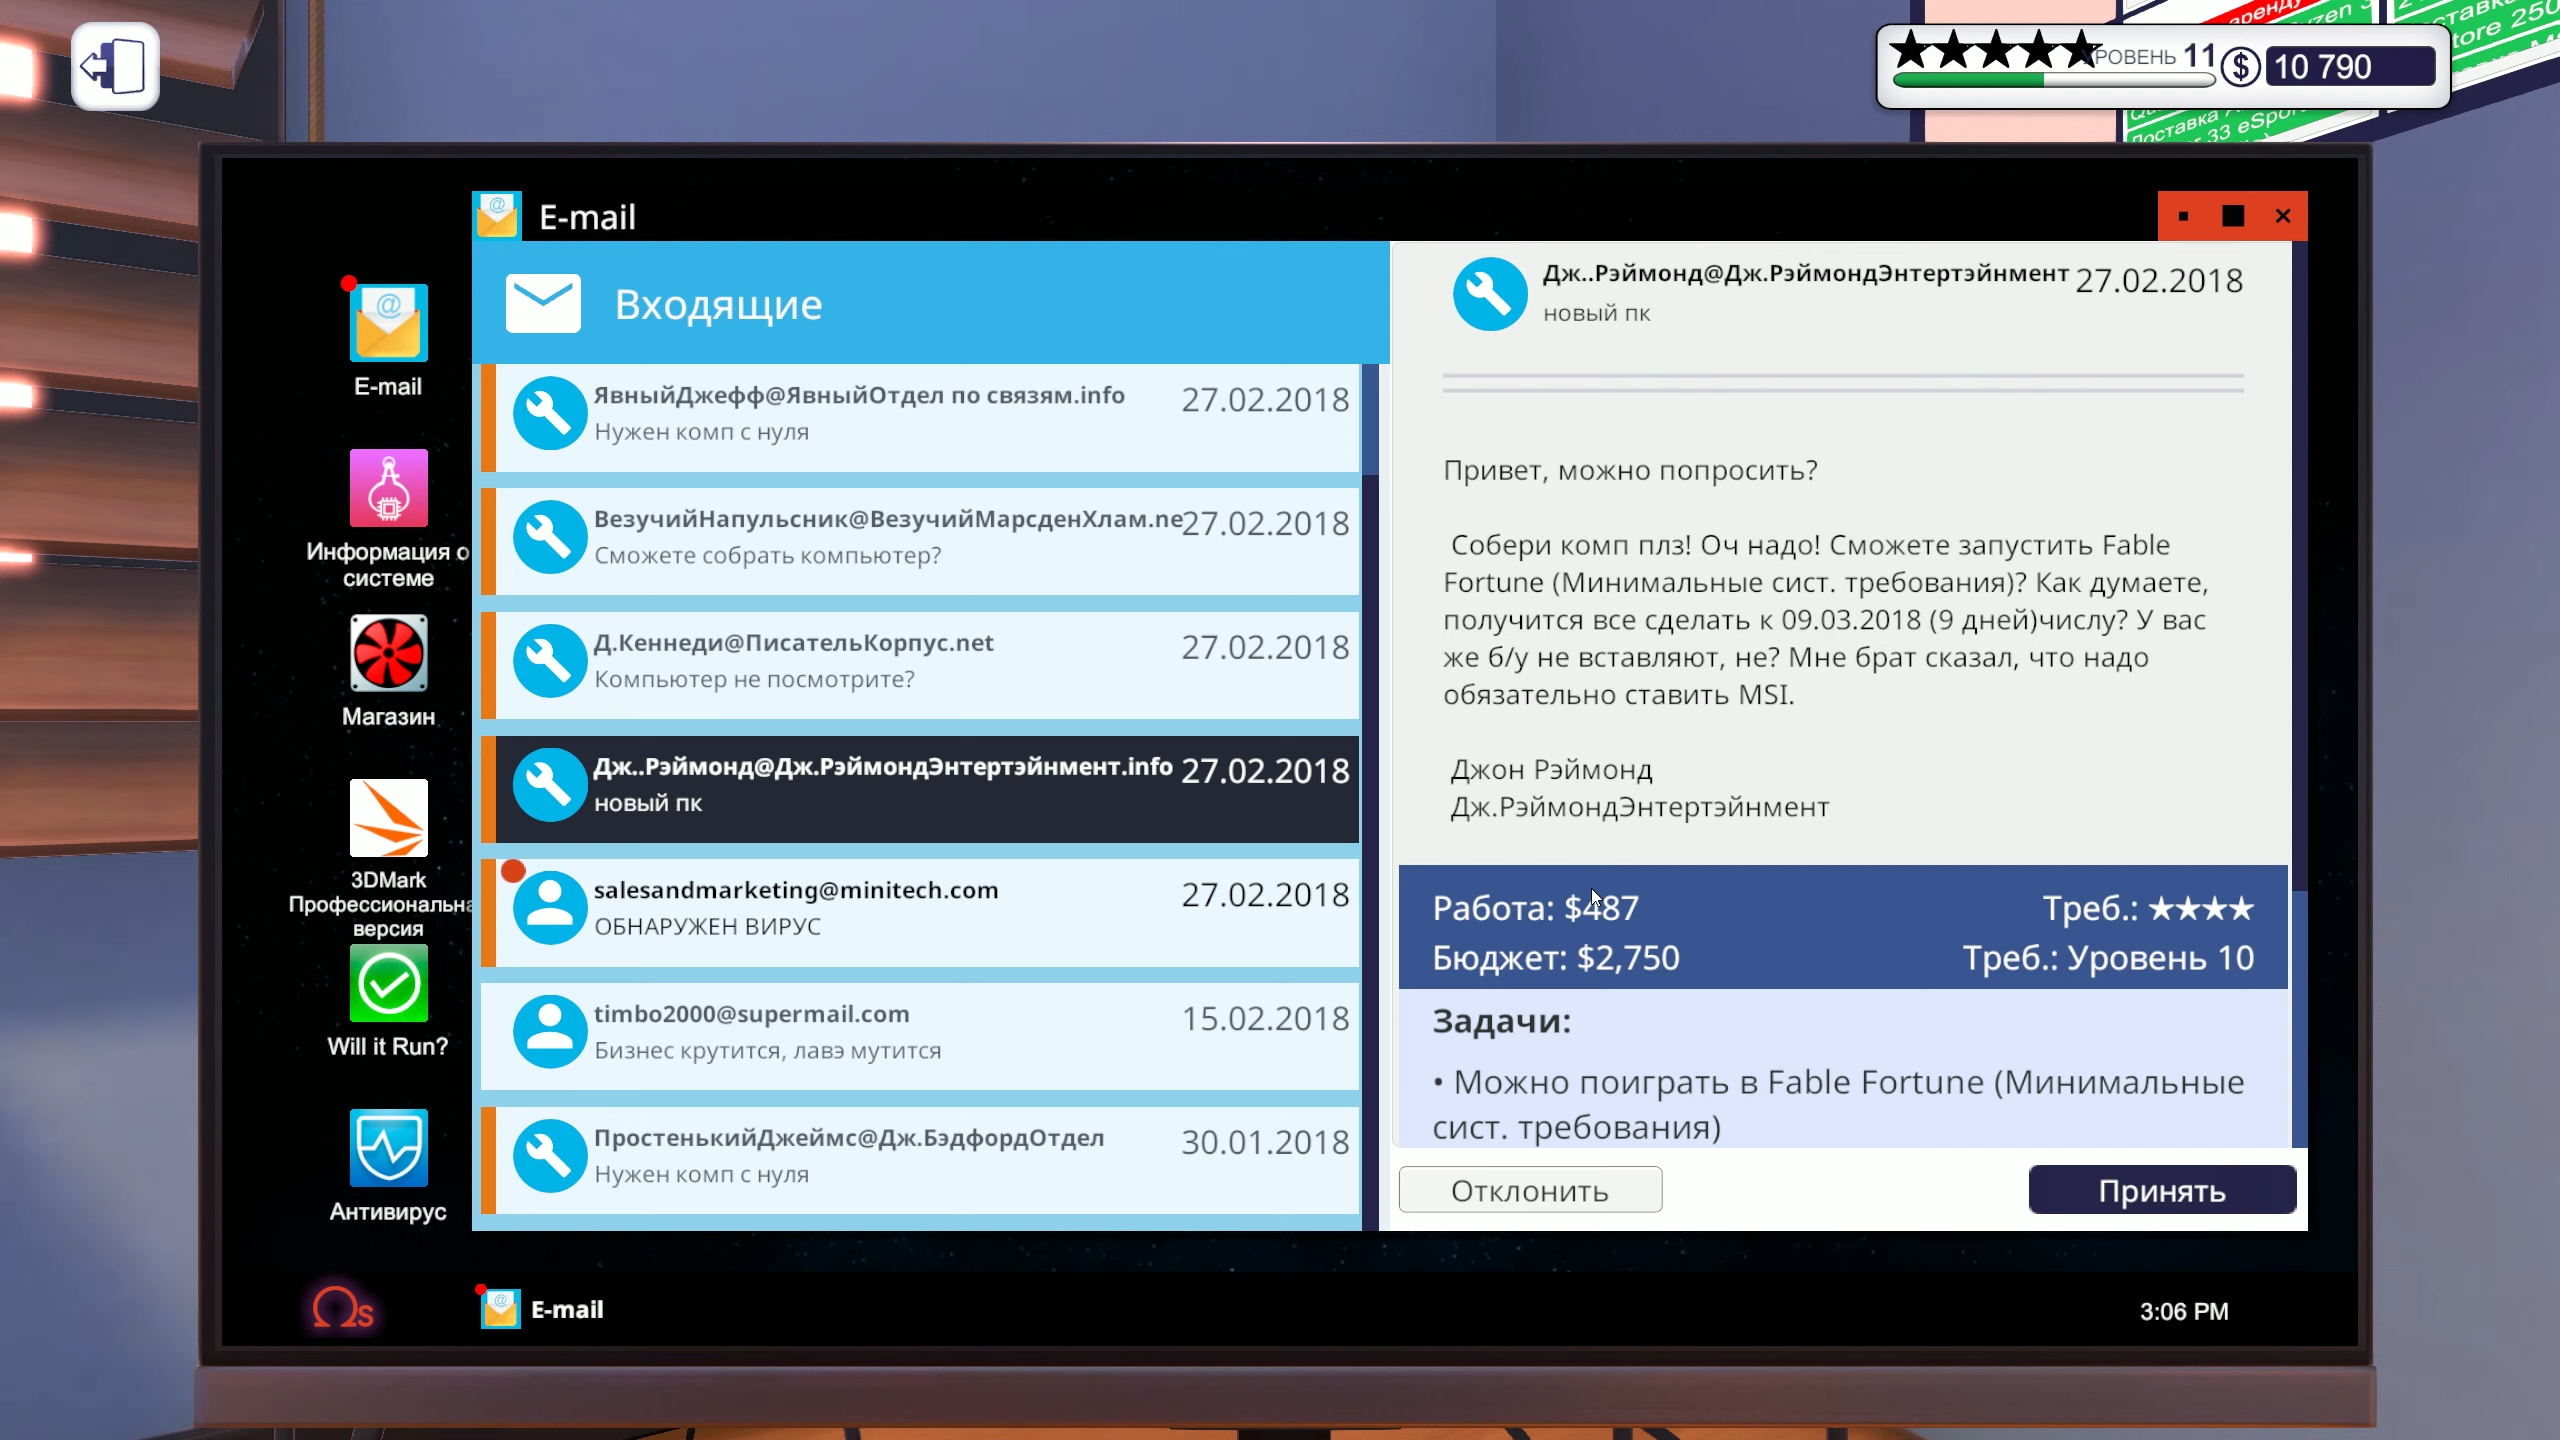 УРОВЕНЬ 11
$ 10 790
E-mail
Входящие
E-mail
Информация о
системе
Магазин
3DMark
версия
Will it Run?
Антивирус
ЯвныйДжефф@ЯвныйОтдел по связям.info
27.02.2018
Нужен комп с нуля
ВезучийНапульсник@ВезучийМарсденХлам.ne
27.02.2018
Сможете собрать компьютер?
Д.Кеннеди@ПисательКорпус.net
27.02.2018
Компьютер не посмотрите?
Дж..Рэймонд@Дж.РэймондЭнтертэйнмент.info
27.02.2018
новый пк
salesandmarketing@minitech.com
27.02.2018
ОБНАРУЖЕН ВИРУС
timbo2000@supermail.com
15.02.2018
Бизнес крутится, лавэ мутится
ПростенькийДжеймс@Дж.БэдфордОтдел
30.01.2018
Нужен комп с нуля
Дж..Рэймонд@Дж.РэймондЭнтертэйнмент
27.02.2018
новый пк
Привет, можно попросить?
Собери комп плз! Оч надо! Сможете запустить Fable
Fortune (Минимальные сист. требования)? Как думаете,
получится все сделать к 09.03.2018 (9 дней)числу? У вас
же б/у не вставляют, не? Мне брат сказал, что надо
обязательно ставить MSI.
Джон Рэймонд
Дж.РэймондЭнтертэйнмент
Работа: $487
Треб.: ★★★★
Бюджет: $2,750
Треб.: Уровень 10
Задачи:
• Можно поиграть в Fable Fortune (Минимальные
сист. требования)
Отклонить
Принять
Ωs
E-mail
3:06 PM